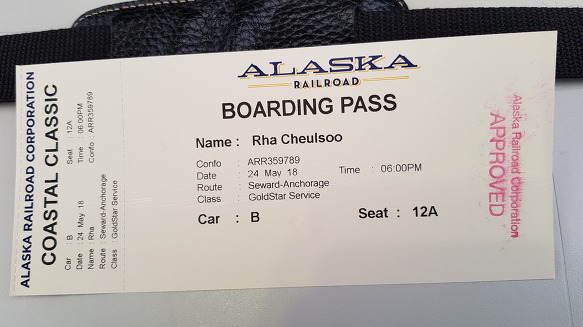 ALASKA RAILROAD CORPORATION
COASTAL CLASSIC
Car : B Seat : 12A
Date : 24 May 18 Time : 06:00PM
Name : Rha Confo : ARR359789
Route : Seward-Anchorage
Class : GoldStar Service
ALASKA
RAILROAD
BOARDING PASS
Name : Rha Cheulsoo
Confo : ARR359789
Date : 24 May 18 Time : 06:00PM
Route : Seward-Anchorage
Class : GoldStar Service
Car : B Seat : 12A
Alaska Railroad Corporation
APPROVED